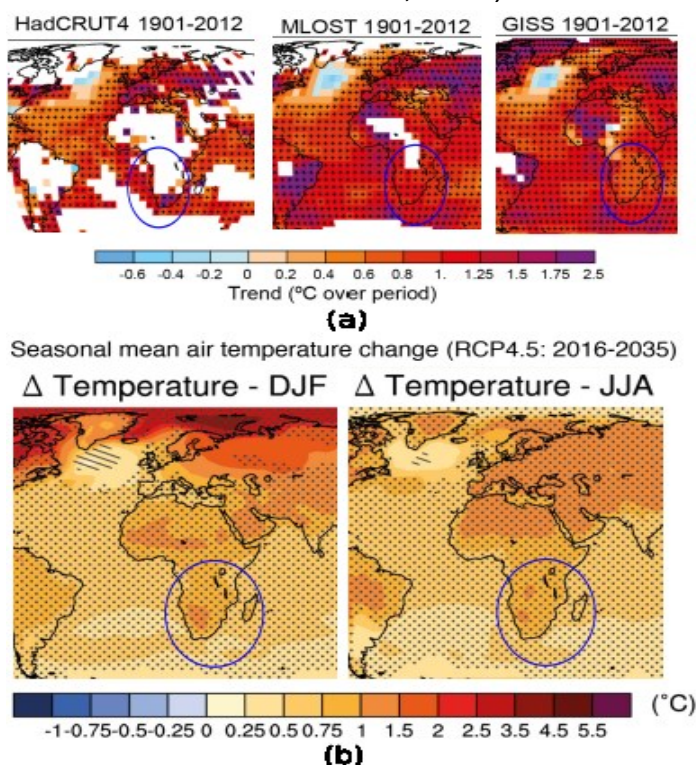 HadCRUT4 1901-2012 MLOST 1901-2012 GISS 1901-2012
-0.6 -0.4 -0.2 0 0.2 0.4 0.6 0.8 1. 1.25 1.5 1.75 2.5
Trend (ºC over period)
(a)
Seasonal mean air temperature change (RCP4.5: 2016-2035)
Δ Temperature - DJF Δ Temperature - JJA
(°C)
-1-0.75-0.5-0.25 0 0.25 0.5 0.75 1 1.5 2 2.5 3.5 4.5 5.5
(b)